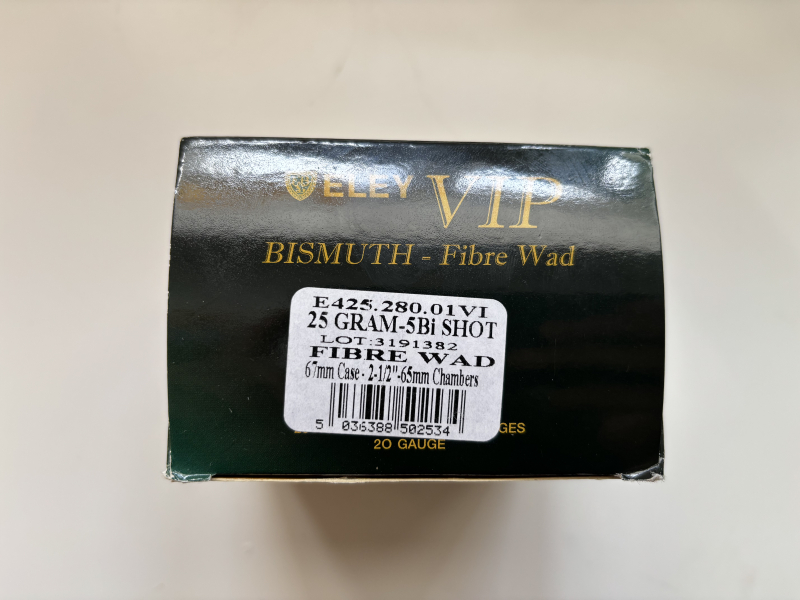 ELEY VIP
BISMUTH - Fibre Wad
E425.280.01VI
25 GRAM-5Bi SHOT
LOT:3191382
FIBRE WAD
67mm Case - 2-1/2"-65mm Chambers
5 036388 502534
20 GAUGE